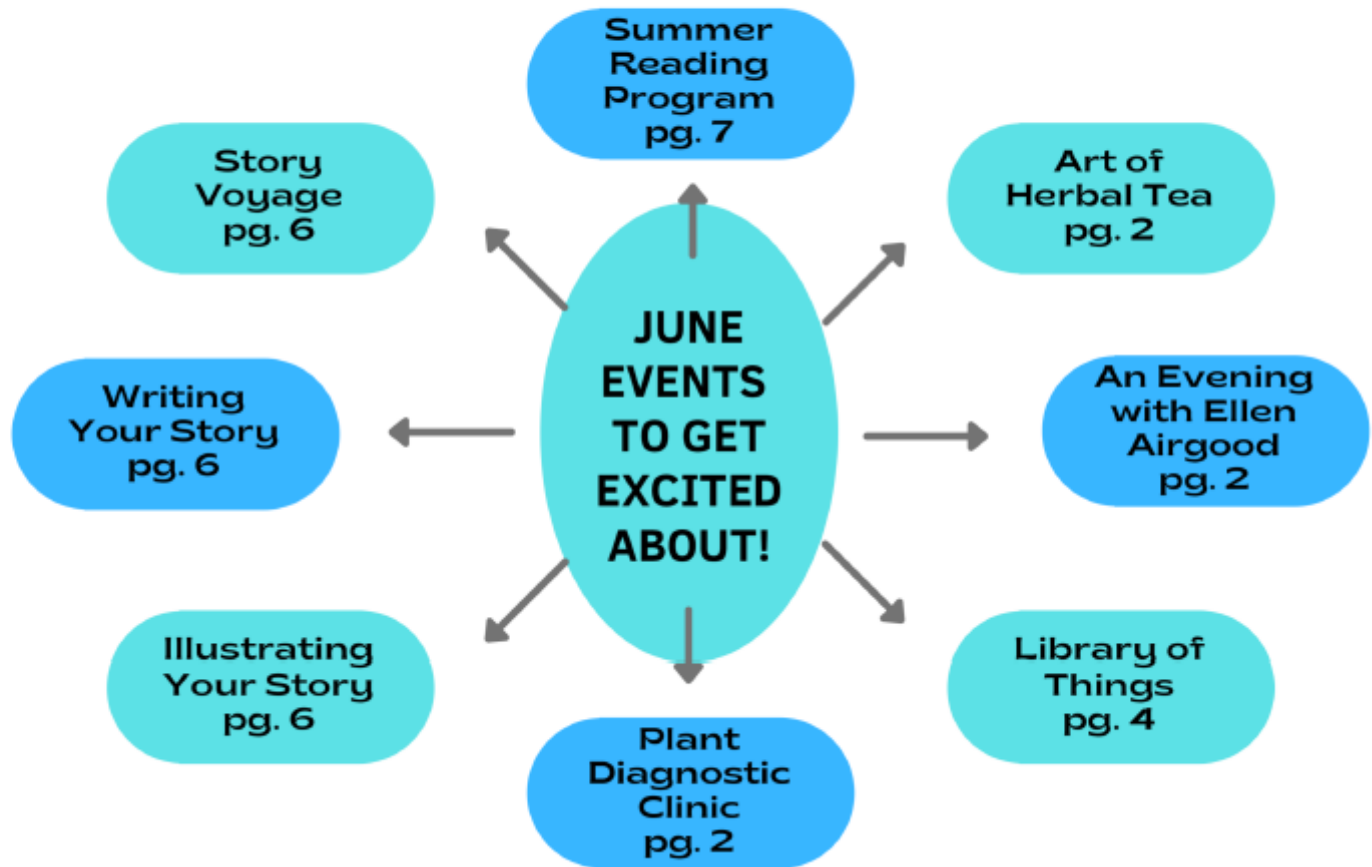 Summer
Reading
Program
pg. 7
Story
Voyage
pg. 6
Art of
Herbal Tea
pg. 2
JUNE
EVENTS
TO GET
EXCITED
ABOUT!
Writing
Your Story
pg. 6
An Evening
with Ellen
Airgood
pg. 2
Illustrating
Your Story
pg. 6
Library of
Things
pg. 4
Plant
Diagnostic
Clinic
pg. 2